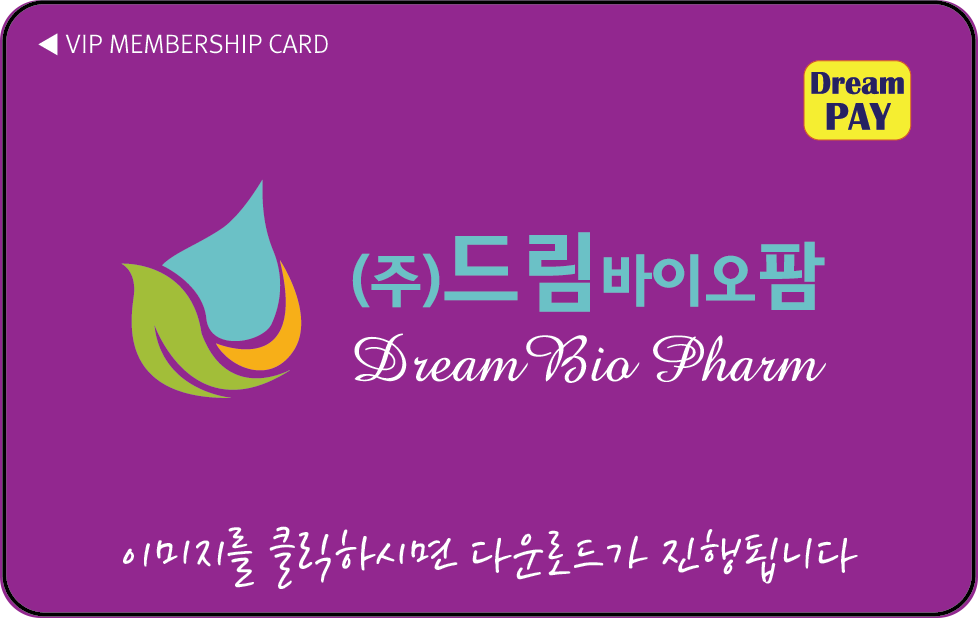 VIP MEMBERSHIP CARD
Dream
PAY
(주)드림바이오팜
DreamBio Pharm
이미지를 클릭하시면 다운로드가 진행됩니다